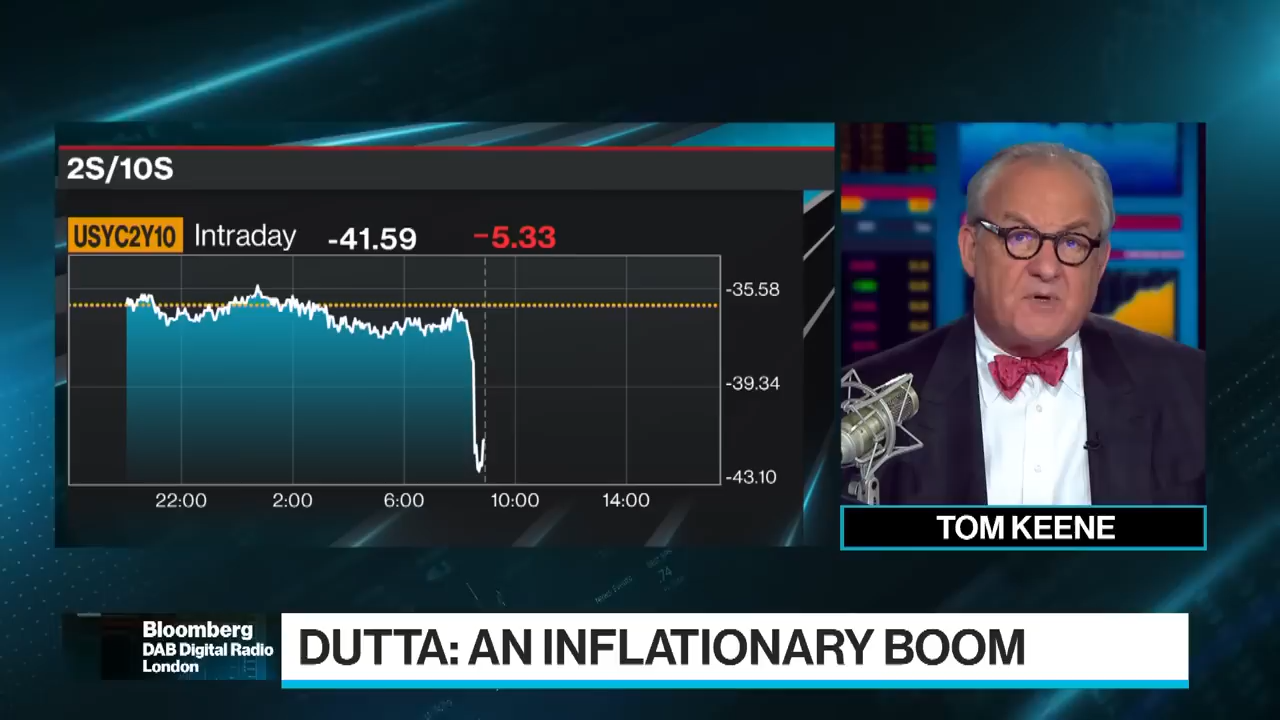 2S/10S
USYC2Y10 Intraday -41.59 -5.33
-35.58
-39.34
-43.10
22:00 2:00 6:00 10:00 14:00
TOM KEENE
Bloomberg
DAB Digital Radio
London
DUTTA: AN INFLATIONARY BOOM